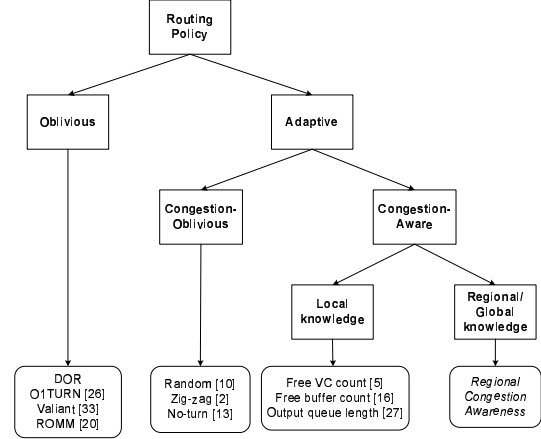 Routing
Policy
Oblivious
Adaptive
Congestion-
Oblivious
Congestion-
Aware
Local
knowledge
Regional/
Global
knowledge
DOR
O1TURN [26]
Valiant [33]
ROMM [20]
Random [10]
Zig-zag [2]
No-turn [13]
Free VC count [5]
Free buffer count [16]
Output queue length [27]
Regional
Congestion
Awareness